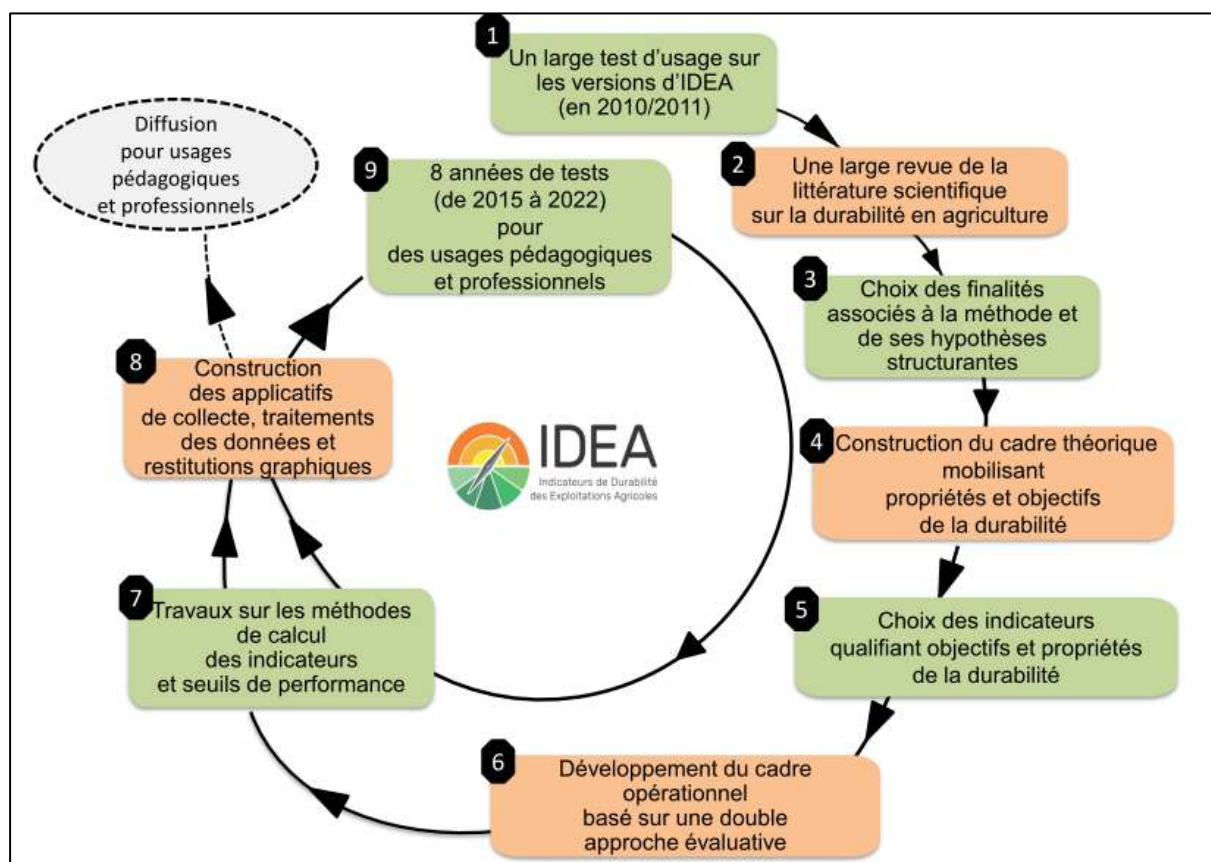 1
Un large test d'usage sur
les versions d'IDEA
(en 2010/2011)
2
Une large revue de la
littérature scientifique
sur la durabilité en agriculture
3
Choix des finalités
associés à la méthode et
de ses hypothèses
structurantes
4
Construction du cadre théorique
mobilisant
propriétés et objectifs
de la durabilité
5
Choix des indicateurs
qualifiant objectifs et propriétés
de la durabilité
6
Développement du cadre
opérationnel
basé sur une double
approche évaluative
7
Travaux sur les méthodes
de calcul
des indicateurs
et seuils de performance
8
Construction
des applicatifs
de collecte, traitements
des données et
restitutions graphiques
9
8 années de tests
(de 2015 à 2022)
pour
des usages pédagogiques
et professionnels
Diffusion
pour usages
pédagogiques
et professionnels
IDEA
Indicateurs de Durabilité
des Exploitations Agricoles